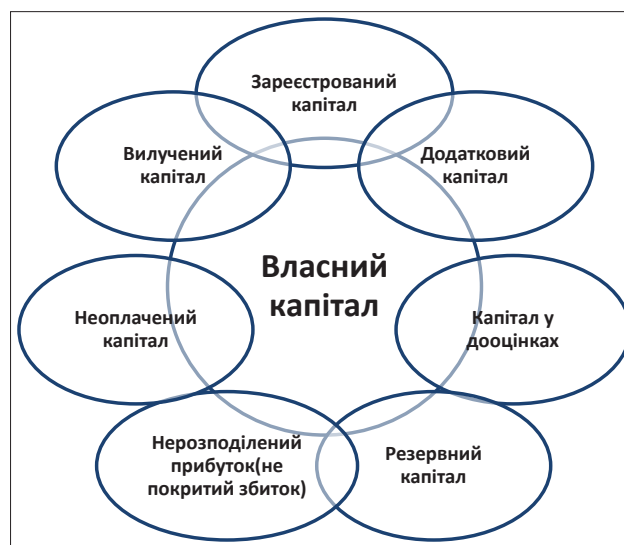 Зареєстрований
капітал
Додатковий
капітал
Капітал у
дооцінках
Резервний
капітал
Нерозподілений
прибуток(не
покритий збиток)
Неоплачений
капітал
Вилучений
капітал
Власний
капітал